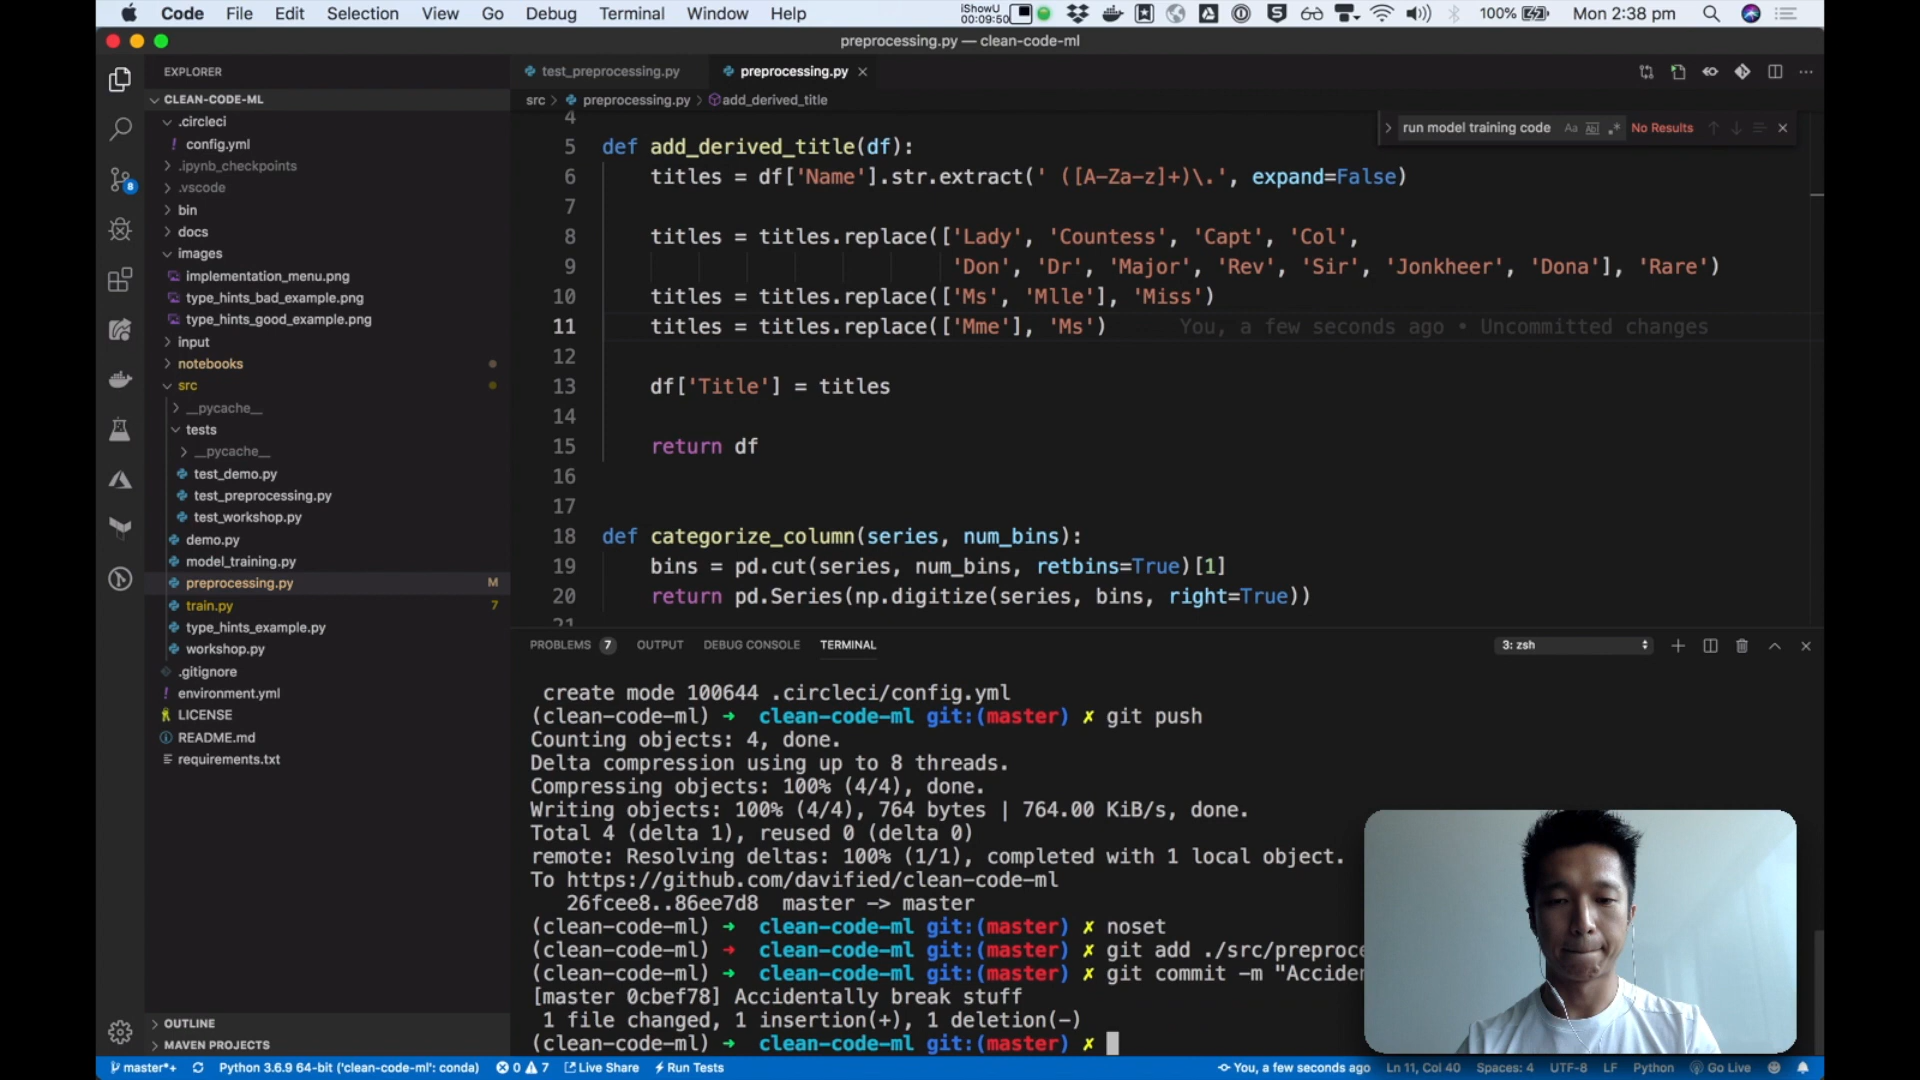 Code File Edit Selection View Go Debug Terminal Window Help iShowU 00:09:50 100% Mon 2:38 pm
preprocessing.py — clean-code-ml
EXPLORER
CLEAN-CODE-ML
.circleci
config.yml
.ipynb_checkpoints
.vscode
bin
docs
images
implementation_menu.png
type_hints_bad_example.png
type_hints_good_example.png
input
notebooks
src
__pycache__
tests
__pycache__
test_demo.py
test_preprocessing.py
test_workshop.py
demo.py
model_training.py
preprocessing.py M
train.py 7
type_hints_example.py
workshop.py
.gitignore
environment.yml
LICENSE
README.md
requirements.txt
OUTLINE
MAVEN PROJECTS
8
test_preprocessing.py preprocessing.py
src > preprocessing.py > add_derived_title
run model training code Aa Abl .* No Results
4
5 def add_derived_title(df):
6 titles = df['Name'].str.extract(' ([A-Za-z]+)\.', expand=False)
7
8 titles = titles.replace(['Lady', 'Countess', 'Capt', 'Col',
9 'Don', 'Dr', 'Major', 'Rev', 'Sir', 'Jonkheer', 'Dona'], 'Rare')
10 titles = titles.replace(['Ms', 'Mlle'], 'Miss')
11 titles = titles.replace(['Mme'], 'Ms') You, a few seconds ago • Uncommitted changes
12
13 df['Title'] = titles
14
15 return df
16
17
18 def categorize_column(series, num_bins):
19 bins = pd.cut(series, num_bins, retbins=True)[1]
20 return pd.Series(np.digitize(series, bins, right=True))
21
PROBLEMS 7 OUTPUT DEBUG CONSOLE TERMINAL 3: zsh
create mode 100644 .circleci/config.yml
(clean-code-ml) ➜ clean-code-ml git:(master) ✗ git push
Counting objects: 4, done.
Delta compression using up to 8 threads.
Compressing objects: 100% (4/4), done.
Writing objects: 100% (4/4), 764 bytes | 764.00 KiB/s, done.
Total 4 (delta 1), reused 0 (delta 0)
remote: Resolving deltas: 100% (1/1), completed with 1 local object.
To https://github.com/davified/clean-code-ml
26fcee8..86ee7d8 master -> master
(clean-code-ml) ➜ clean-code-ml git:(master) ✗ noset
(clean-code-ml) ➜ clean-code-ml git:(master) ✗ git add ./src/preproce
(clean-code-ml) ➜ clean-code-ml git:(master) ✗ git commit -m "Acciden
[master 0cbef78] Accidentally break stuff
1 file changed, 1 insertion(+), 1 deletion(-)
(clean-code-ml) ➜ clean-code-ml git:(master) ✗
master*+ Python 3.6.9 64-bit ('clean-code-ml': conda) 0 7 Live Share Run Tests You, a few seconds ago Ln 11, Col 40 Spaces: 4 UTF-8 LF Python Go Live